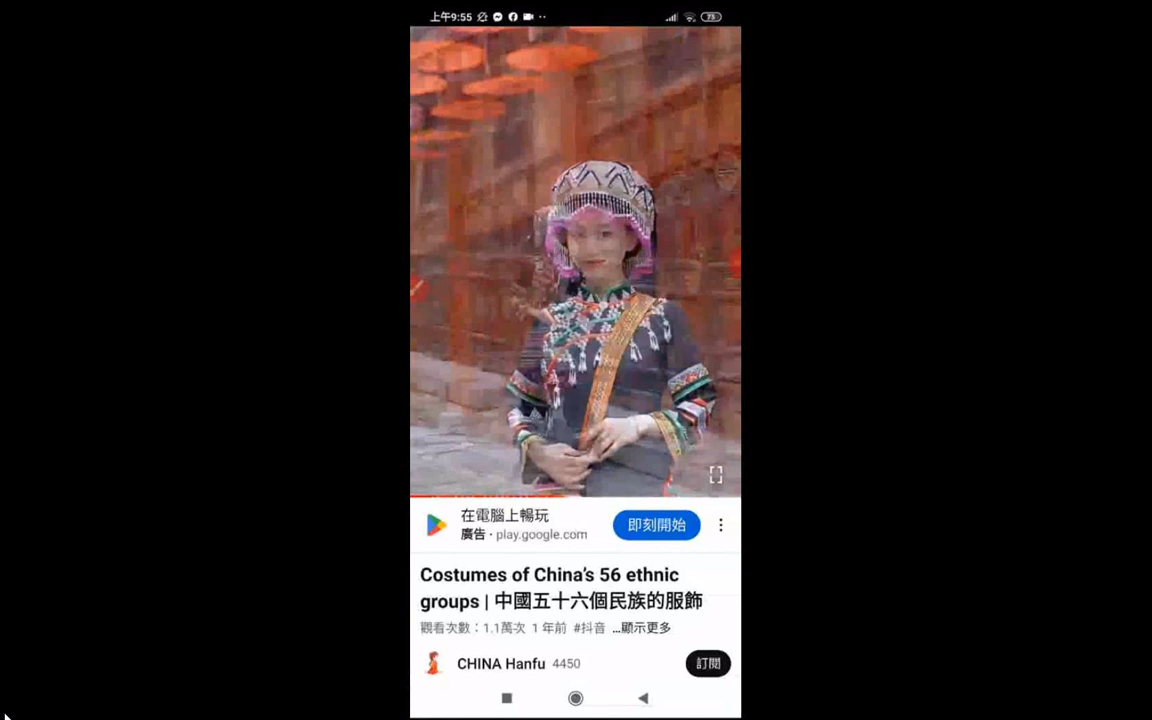 上午9:55
73
在電腦上暢玩
廣告 · play.google.com
即刻開始
Costumes of China’s 56 ethnic
groups | 中國五十六個民族的服飾
觀看次數：1.1萬次 1 年前 #抖音 ...顯示更多
CHINA Hanfu 4450
訂閱